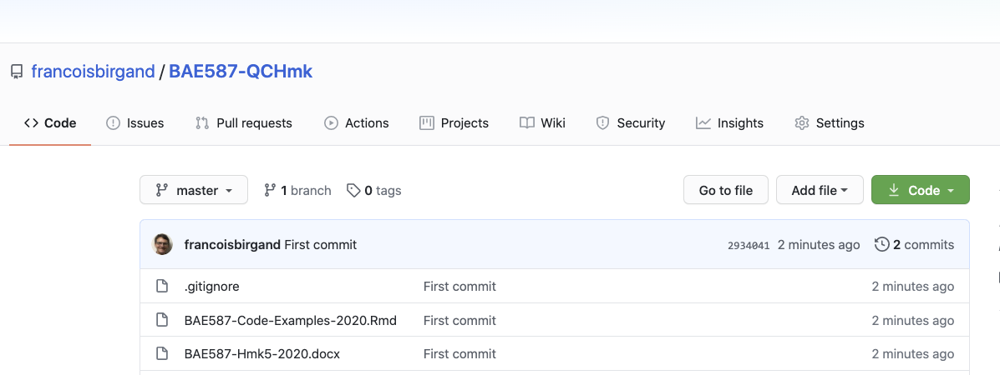 francoisbirgand / BAE587-QCHmk
<> Code Issues Pull requests Actions Projects Wiki Security Insights Settings
master 1 branch 0 tags Go to file Add file Code
francoisbirgand First commit 2934041 2 minutes ago 2 commits
.gitignore First commit 2 minutes ago
BAE587-Code-Examples-2020.Rmd First commit 2 minutes ago
BAE587-Hmk5-2020.docx First commit 2 minutes ago